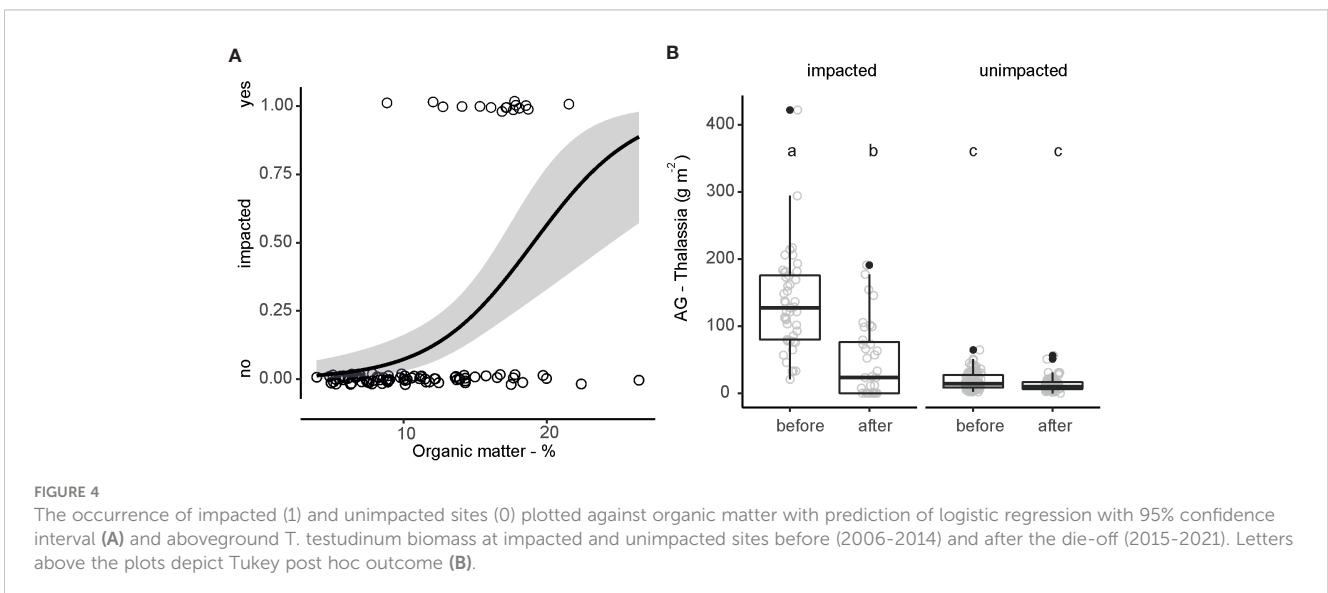 A
yes
impacted
no
1.00
0.75
0.50
0.25
0.00
10
20
Organic matter - %
B
impacted
unimpacted
AG - Thalassia (g m⁻²)
400
300
200
100
0
a
b
c
c
before
after
before
after
FIGURE 4
The occurrence of impacted (1) and unimpacted sites (0) plotted against organic matter with prediction of logistic regression with 95% confidence
interval (A) and aboveground T. testudinum biomass at impacted and unimpacted sites before (2006-2014) and after the die-off (2015-2021). Letters
above the plots depict Tukey post hoc outcome (B).